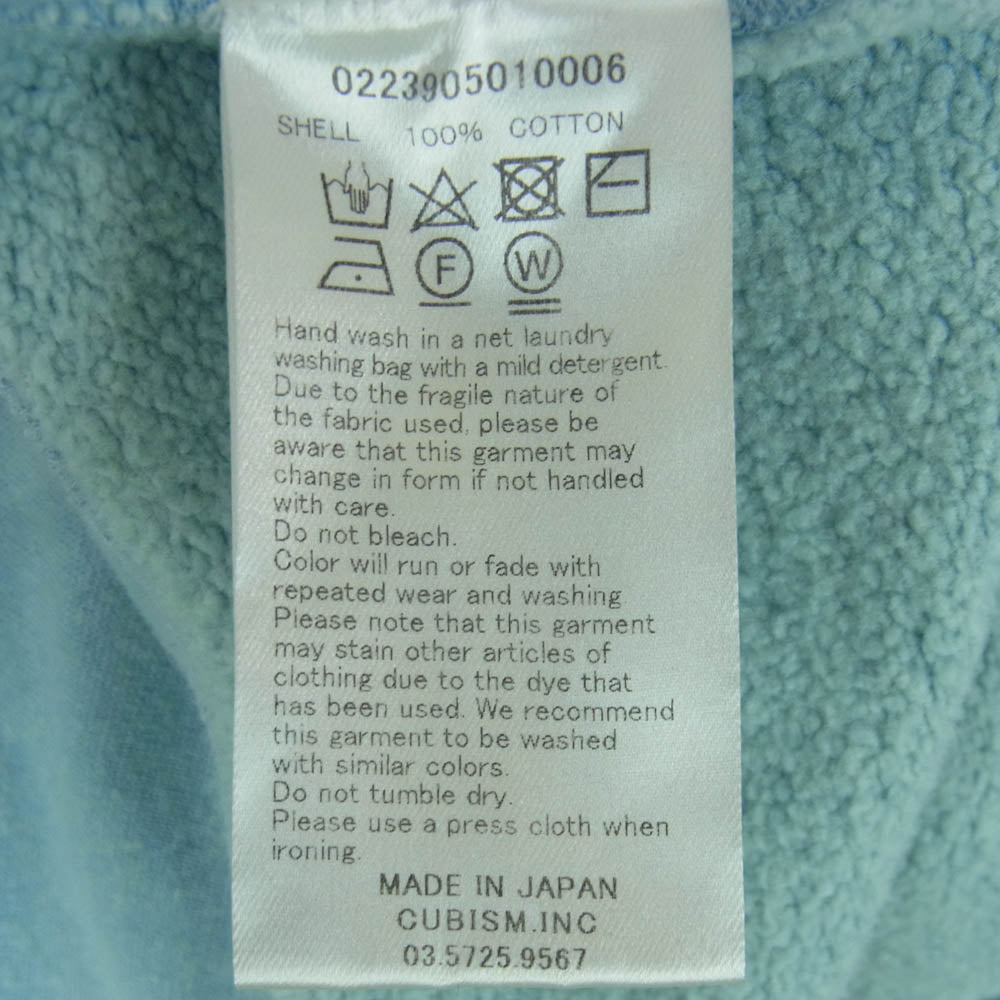 0223905010006
SHELL 100% COTTON
F W
Hand wash in a net laundry
washing bag with a mild detergent.
Due to the fragile nature of
the fabric used, please be
aware that this garment may
change in form if not handled
with care.
Do not bleach.
Color will run or fade with
repeated wear and washing
Please note that this garment
may stain other articles of
clothing due to the dye that
has been used. We recommend
this garment to be washed
with similar colors.
Do not tumble dry.
Please use a press cloth when
ironing.
MADE IN JAPAN
CUBISM.INC
03.5725.9567